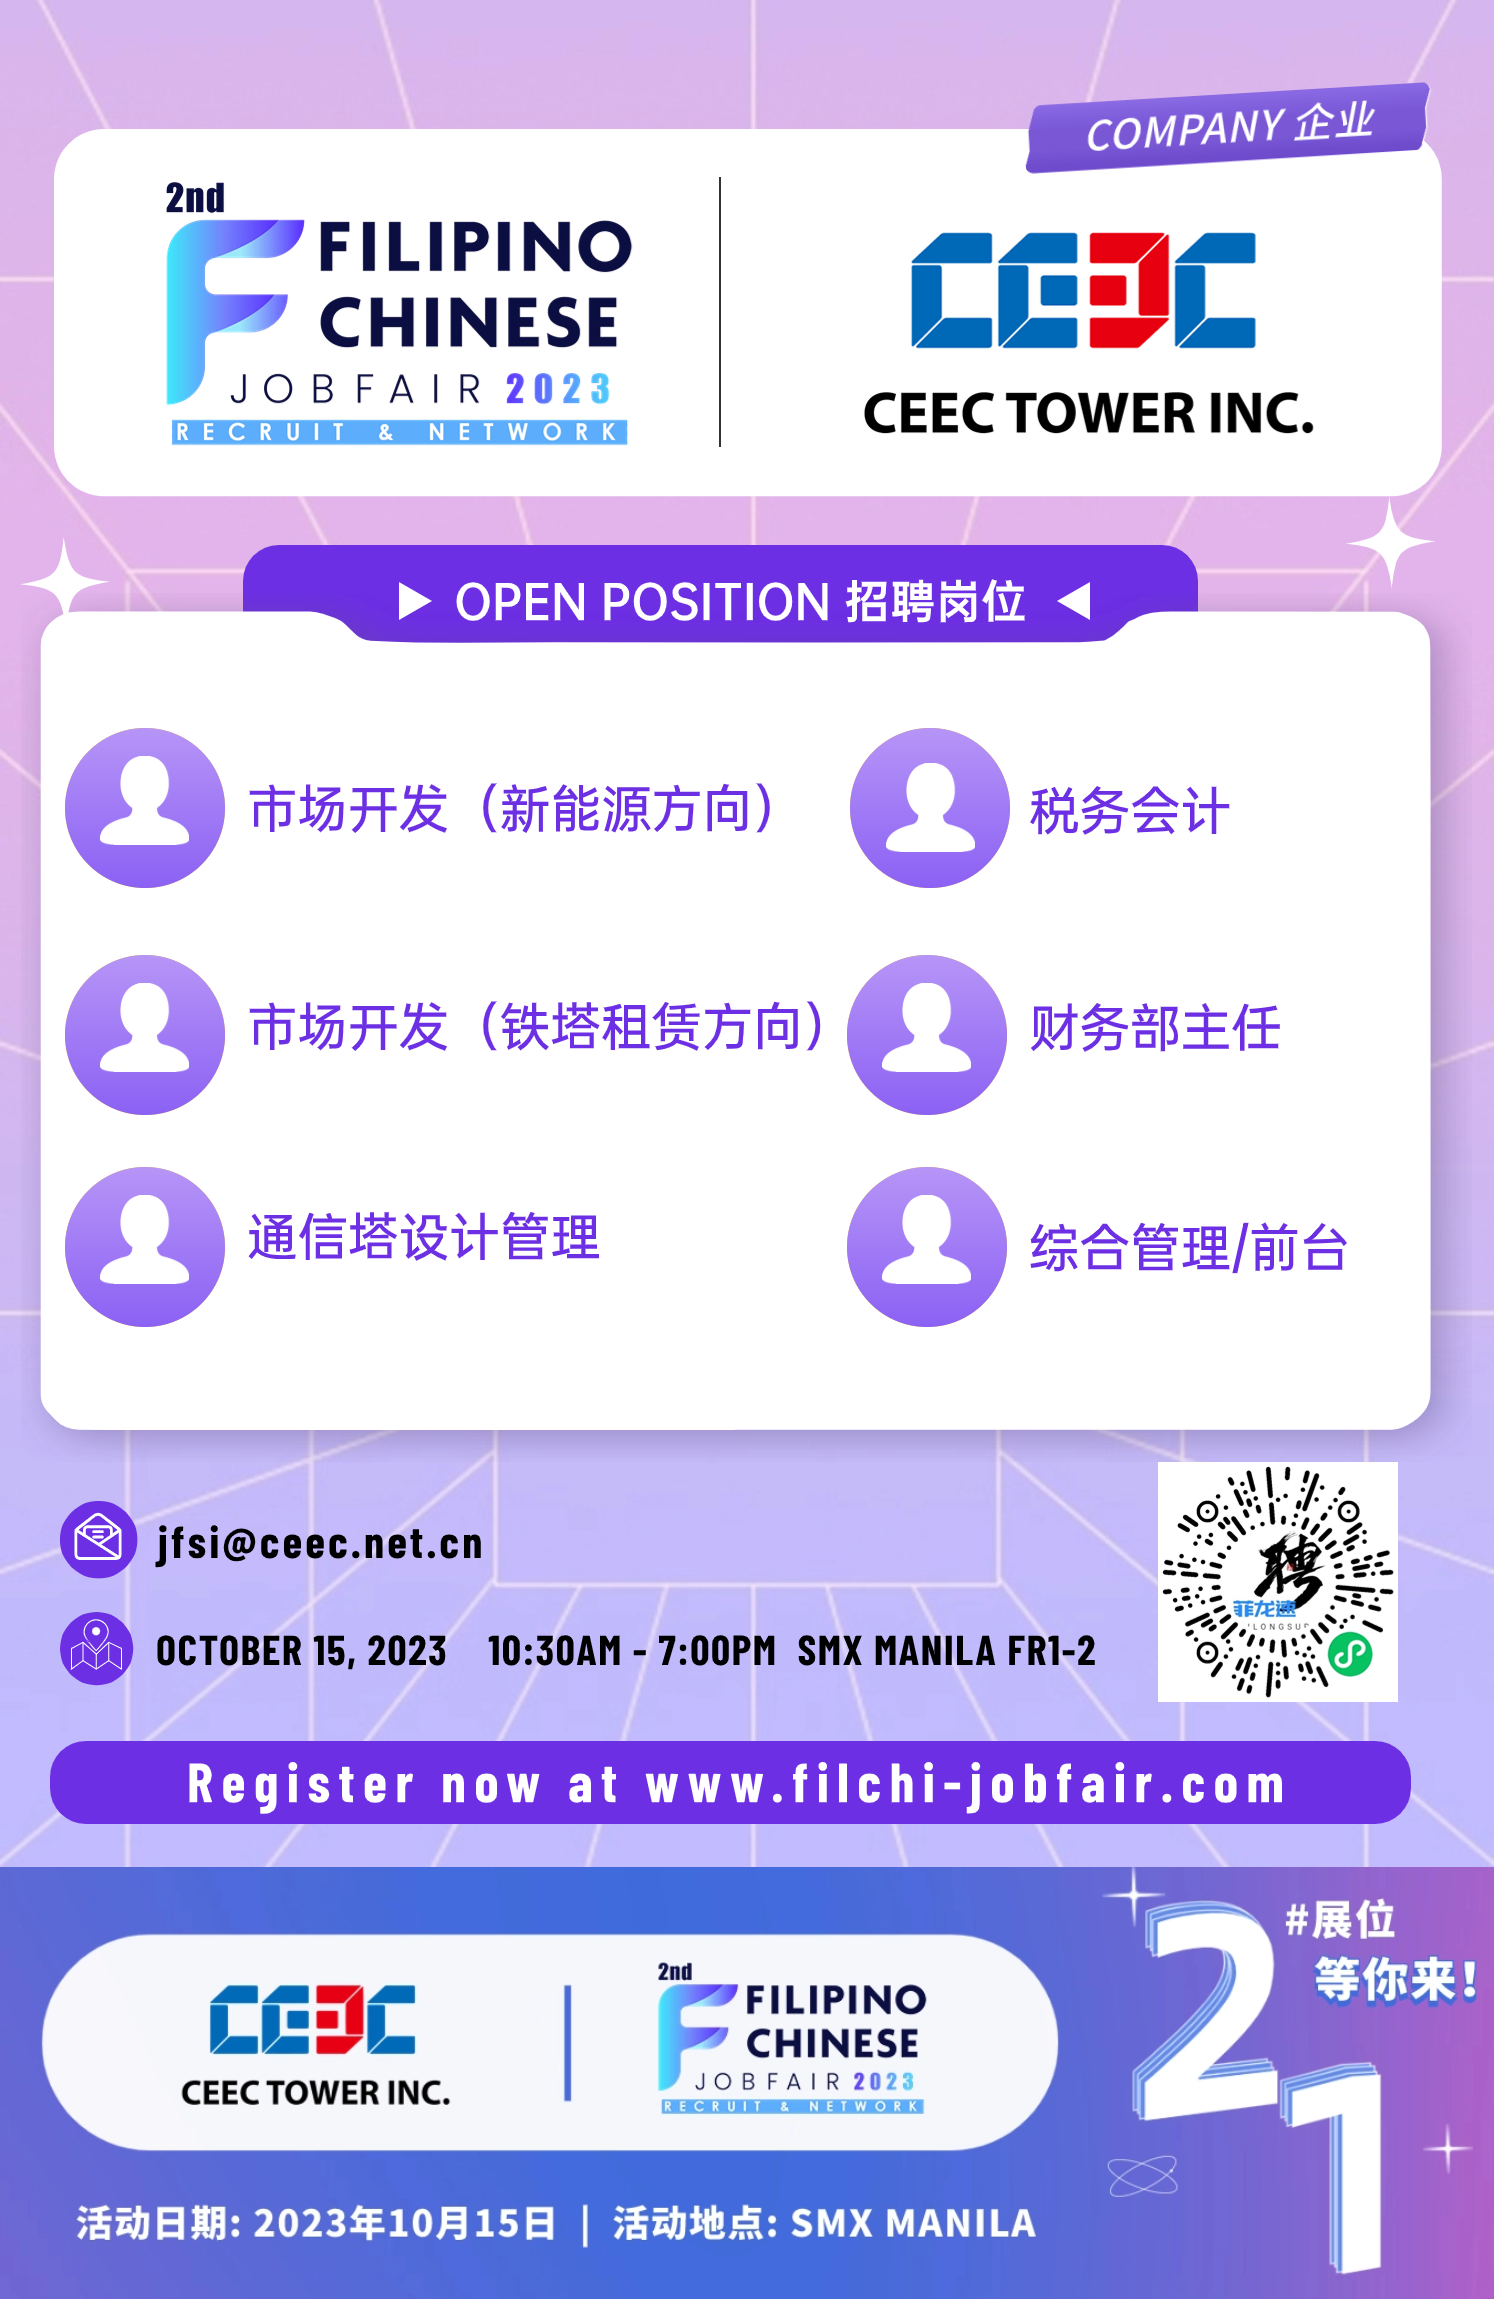 COMPANY 企业
2nd
FILIPINO
CHINESE
JOBFAIR 2023
RECRUIT & NETWORK
CEEC
CEEC TOWER INC.
OPEN POSITION 招聘岗位
市场开发（新能源方向）
税务会计
市场开发（铁塔租赁方向）
财务部主任
通信塔设计管理
综合管理/前台
jfsi@ceec.net.cn
OCTOBER 15, 2023 10:30AM - 7:00PM SMX MANILA FR1-2
聘
菲龙速
Register now at www.filchi-jobfair.com
#展位
等你来！
21
CEEC
CEEC TOWER INC.
2nd
FILIPINO
CHINESE
JOBFAIR 2023
RECRUIT & NETWORK
活动日期: 2023年10月15日 | 活动地点: SMX MANILA